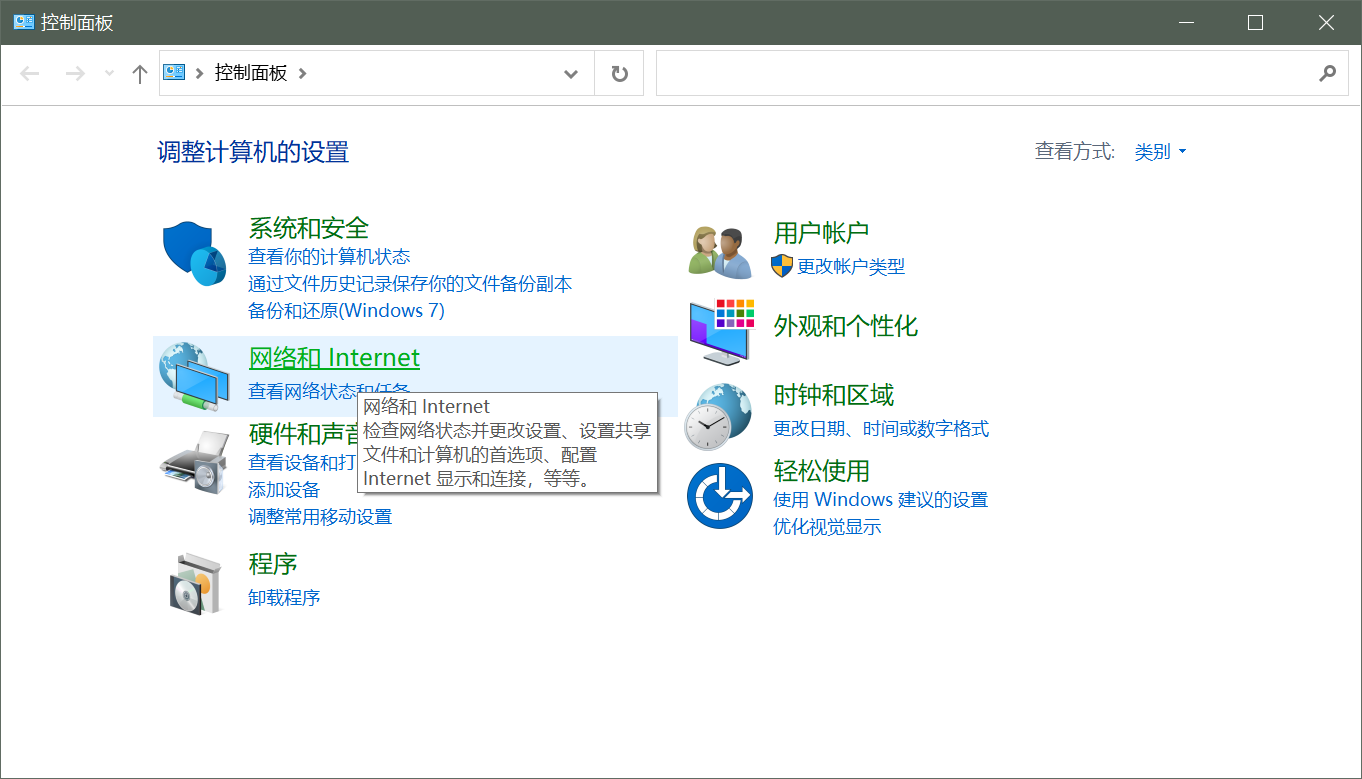 控制面板
控制面板
调整计算机的设置
查看方式: 类别
系统和安全
查看你的计算机状态
通过文件历史记录保存你的文件备份副本
备份和还原(Windows 7)
网络和 Internet
查看网络状态和任务
网络和 Internet
检查网络状态并更改设置、设置共享
文件和计算机的首选项、配置
Internet 显示和连接，等等。
硬件和声音
查看设备和打
添加设备
调整常用移动设置
程序
卸载程序
用户帐户
更改帐户类型
外观和个性化
时钟和区域
更改日期、时间或数字格式
轻松使用
使用 Windows 建议的设置
优化视觉显示